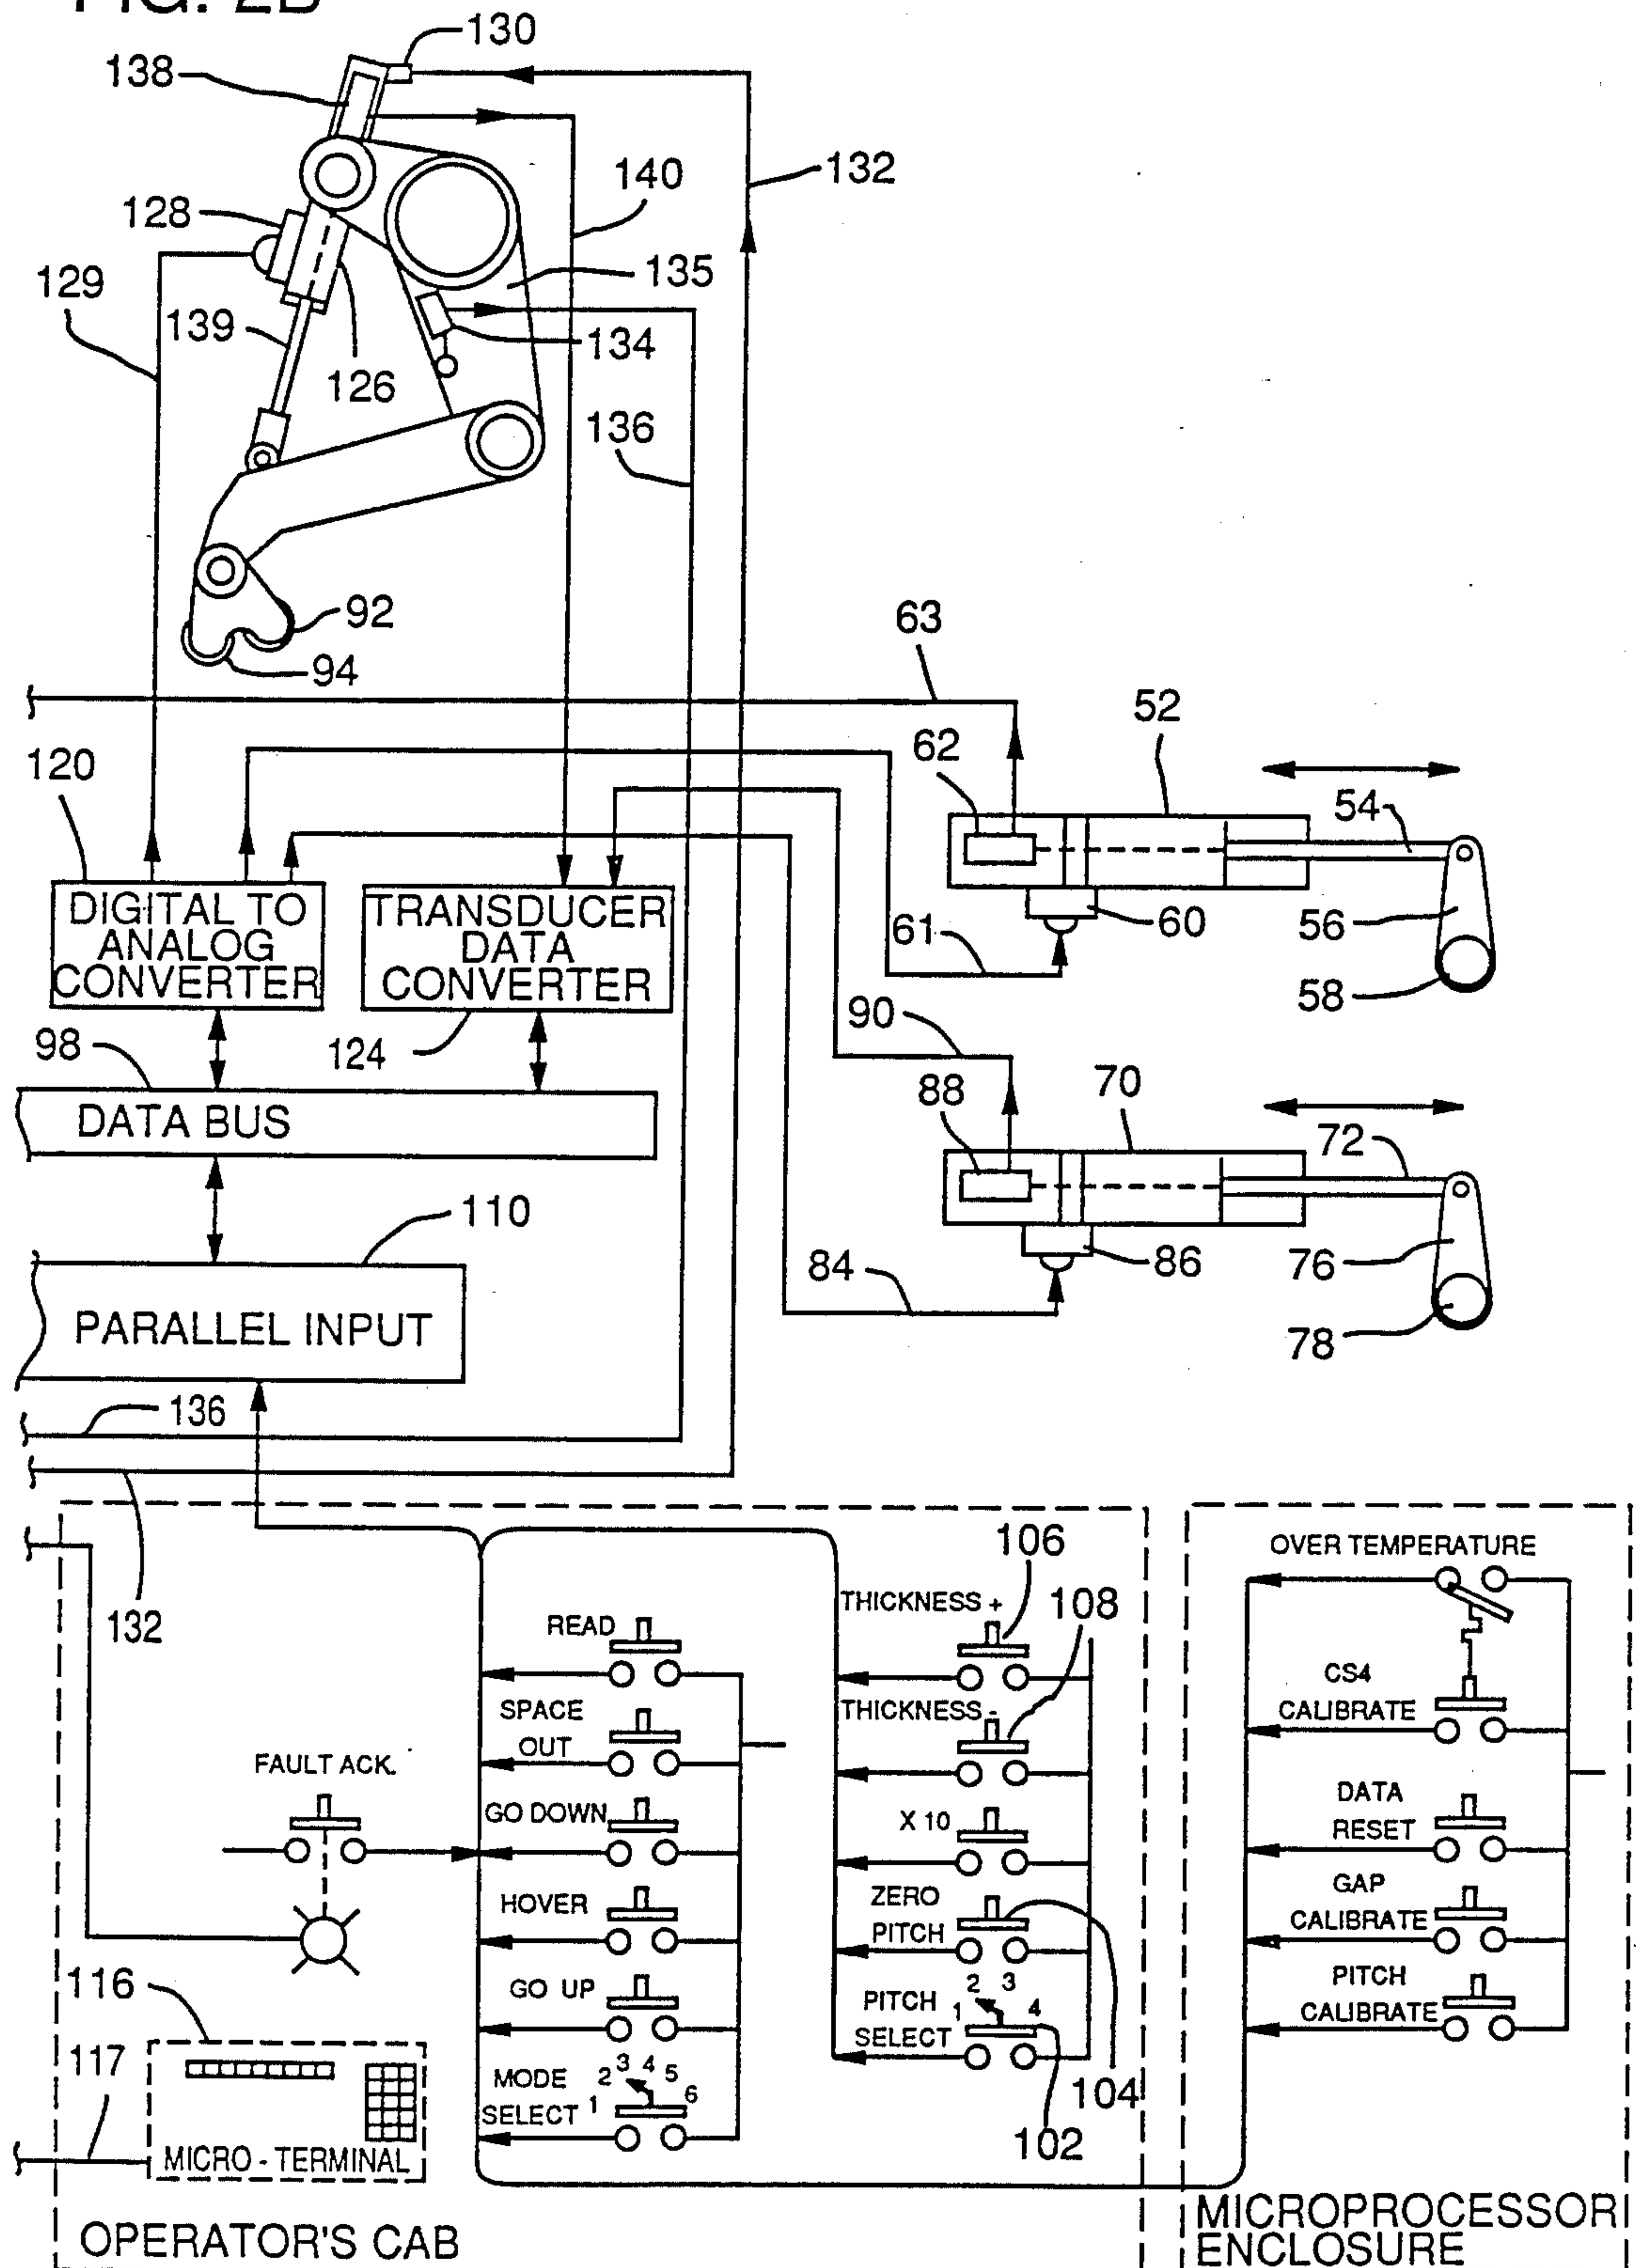 FIG. 2B
130
138
132
140
128
135
129
139
134
126
136
92
94
63
52
62
120
54
DIGITAL TO
ANALOG
CONVERTER
TRANSDUCER
DATA
CONVERTER
60
56
61
58
90
98
124
88
70
DATA BUS
72
110
86
76
84
PARALLEL INPUT
78
136
132
106
OVER TEMPERATURE
THICKNESS +
108
READ
CS4
CALIBRATE
SPACE
OUT
THICKNESS -
FAULT ACK.
GO DOWN
X 10
DATA
RESET
HOVER
ZERO
PITCH
GAP
CALIBRATE
116
GO UP
PITCH
SELECT
1 2 3 4
PITCH
CALIBRATE
117
MODE
SELECT
1 2 3 4 5 6
104
102
MICRO - TERMINAL
OPERATOR'S CAB
MICROPROCESSOR
ENCLOSURE